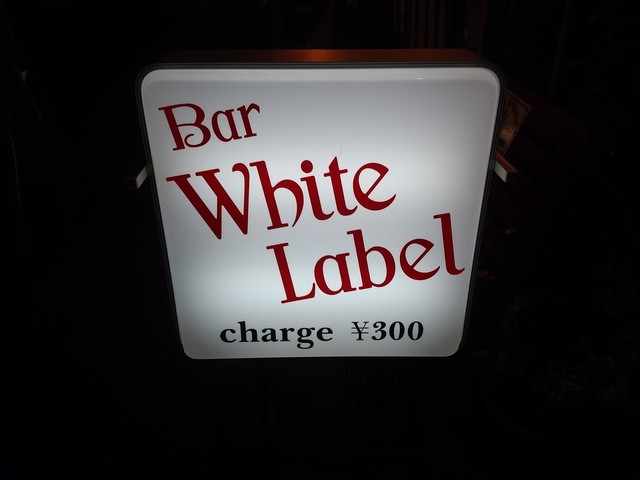 Bar
White
Label
charge ¥300